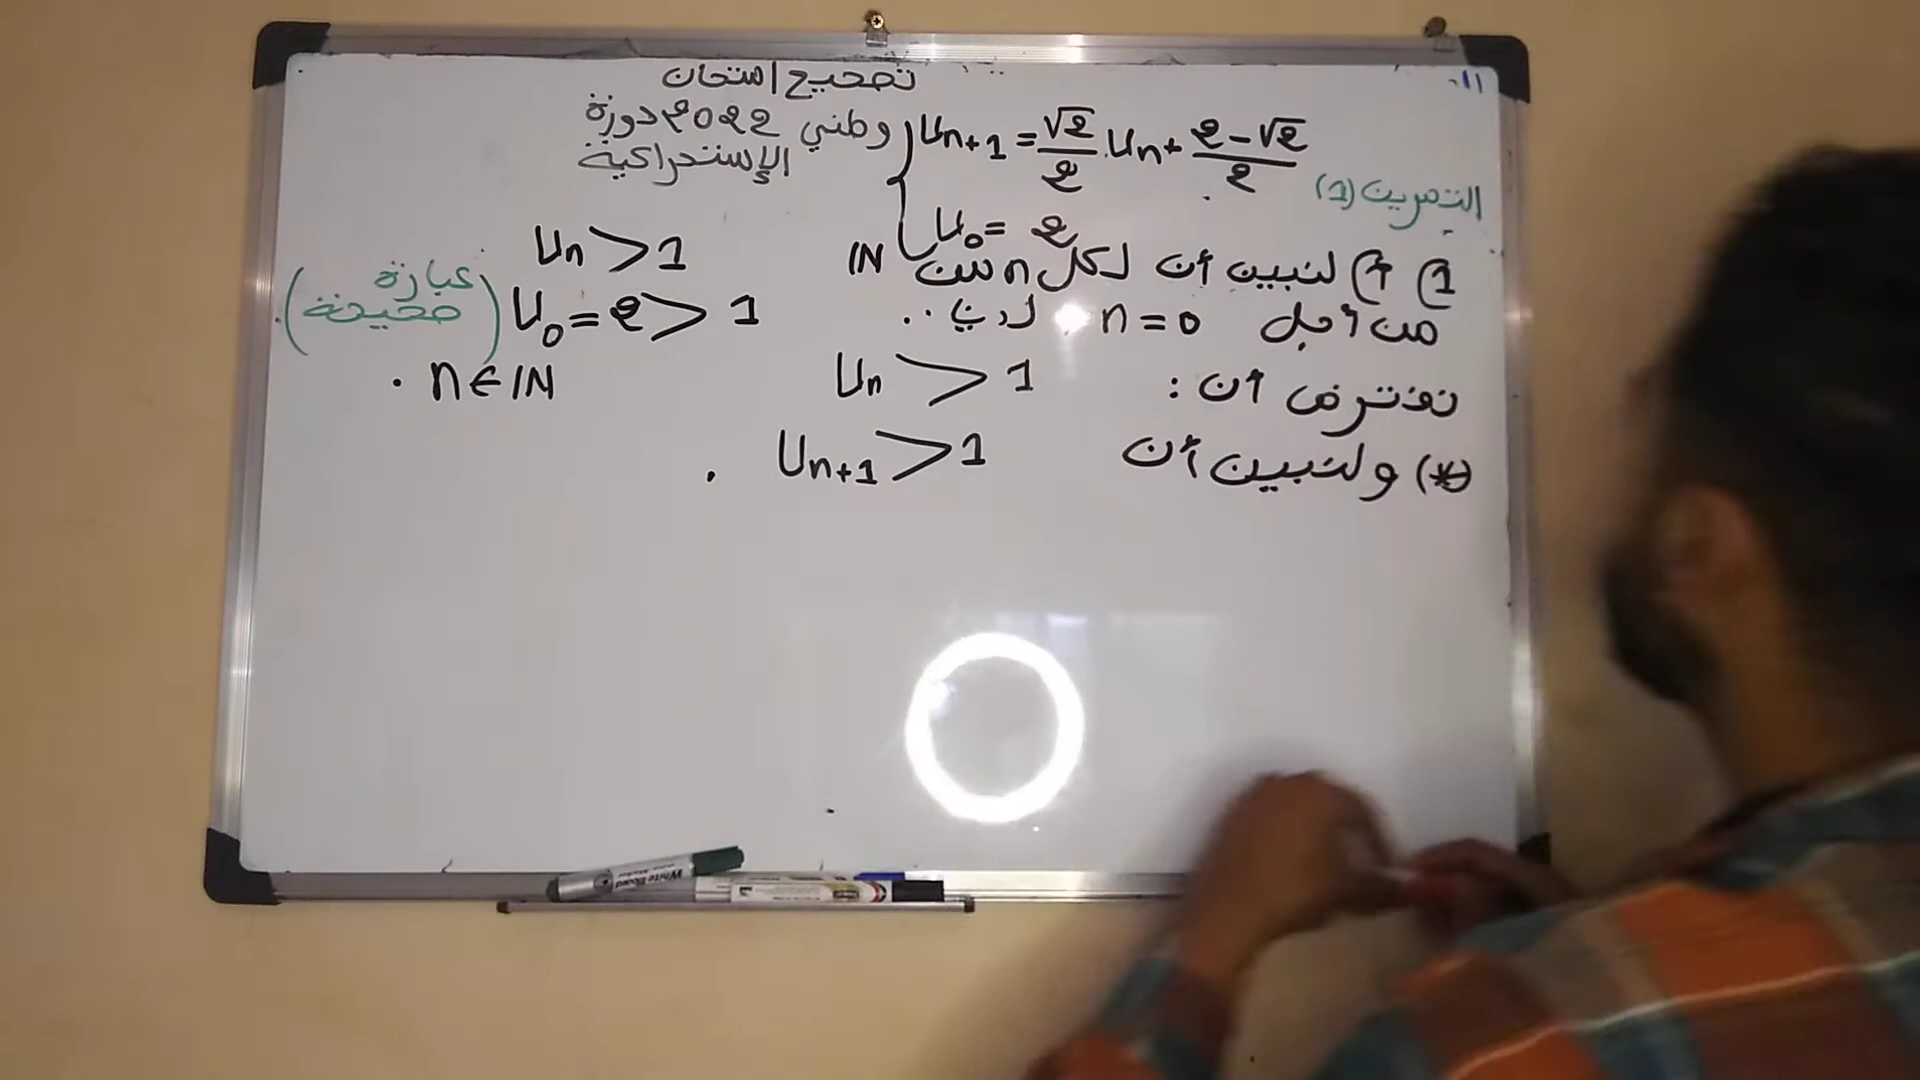 تصحيح امتحان
وطني 2022 دورة
الإستدراكية
Un+1 = √2/2 . Un + 2-√2/2
U0 = 2
التمرين (1)
1) أ) لنبين أن لكل n من IN Un > 1
من أجل n = 0 لدينا .. U0 = 2 > 1 (عبارة صحيحة)
نفترض أن : Un > 1 n ∈ IN .
(*) ولنبين أن Un+1 > 1 .
White Board